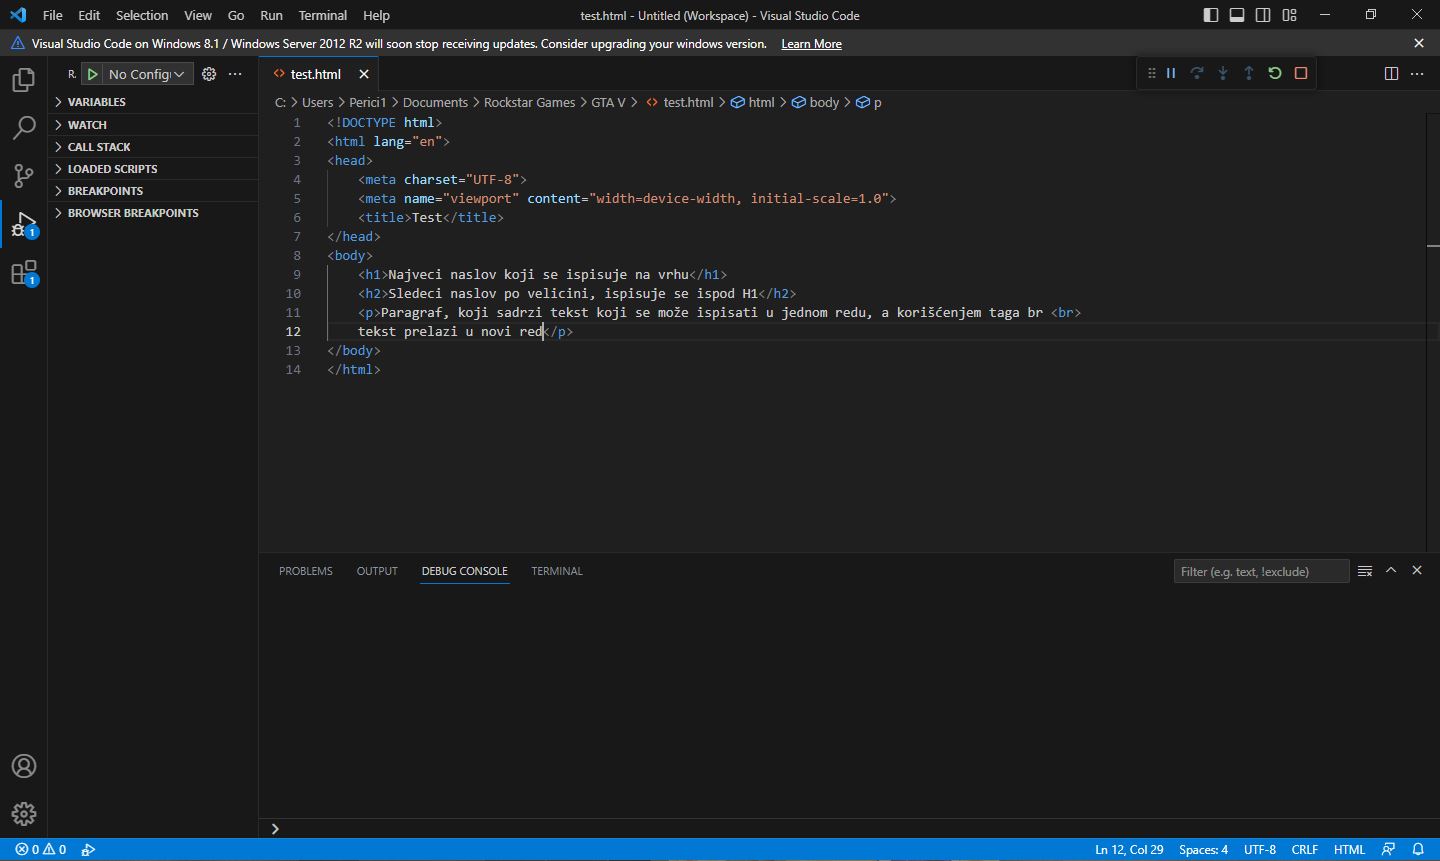 File Edit Selection View Go Run Terminal Help test.html - Untitled (Workspace) - Visual Studio Code
Visual Studio Code on Windows 8.1 / Windows Server 2012 R2 will soon stop receiving updates. Consider upgrading your windows version. Learn More
R. No Config test.html
VARIABLES
WATCH
CALL STACK
LOADED SCRIPTS
BREAKPOINTS
BROWSER BREAKPOINTS
1
1
C: > Users > Perici1 > Documents > Rockstar Games > GTA V > test.html > html > body > p
1 <!DOCTYPE html>
2 <html lang="en">
3 <head>
4 <meta charset="UTF-8">
5 <meta name="viewport" content="width=device-width, initial-scale=1.0">
6 <title>Test</title>
7 </head>
8 <body>
9 <h1>Najveci naslov koji se ispisuje na vrhu</h1>
10 <h2>Sledeci naslov po velicini, ispisuje se ispod H1</h2>
11 <p>Paragraf, koji sadrzi tekst koji se može ispisati u jednom redu, a korišćenjem taga br <br>
12 tekst prelazi u novi red</p>
13 </body>
14 </html>
PROBLEMS OUTPUT DEBUG CONSOLE TERMINAL Filter (e.g. text, !exclude)
0 0 Ln 12, Col 29 Spaces: 4 UTF-8 CRLF HTML